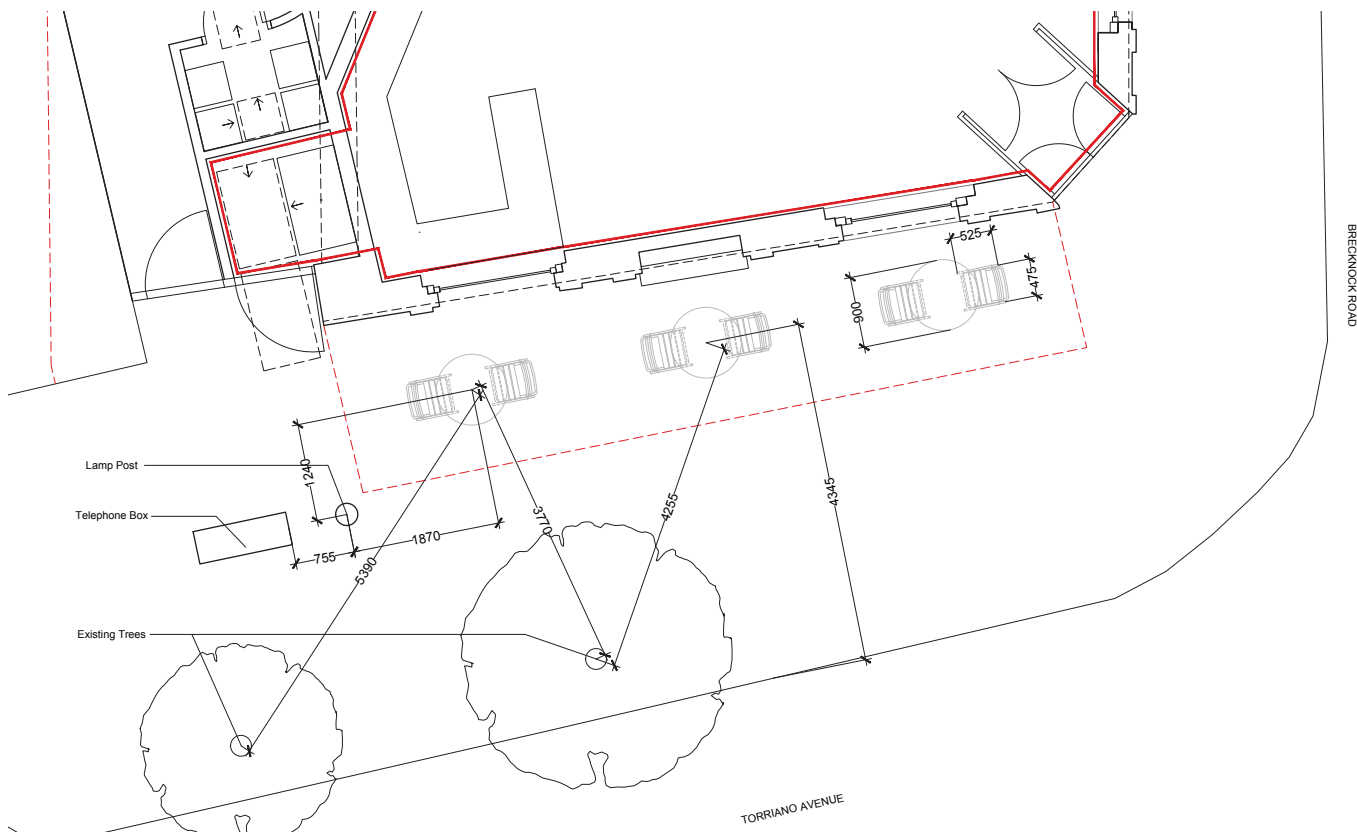 525
475
900
BRECKNOCK ROAD
Lamp Post
1240
Telephone Box
755
1870
5390
3770
4255
4345
Existing Trees
TORRIANO AVENUE